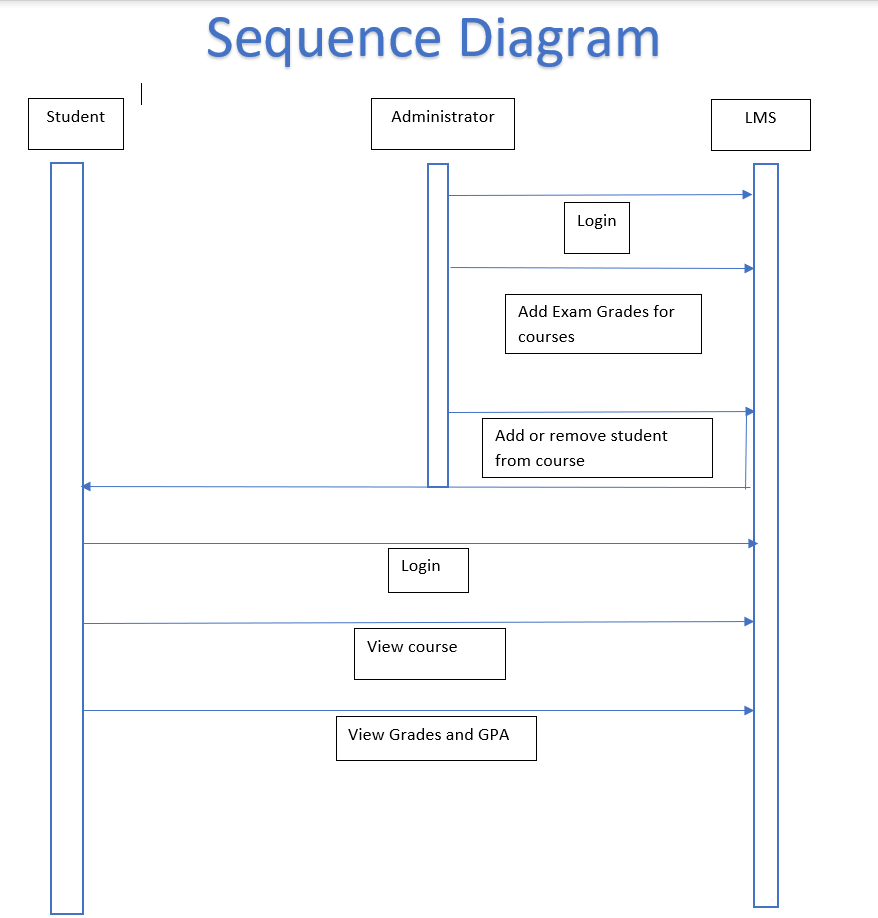 Sequence Diagram
Student
Administrator
LMS
Login
Add Exam Grades for
courses
Add or remove student
from course
Login
View course
View Grades and GPA